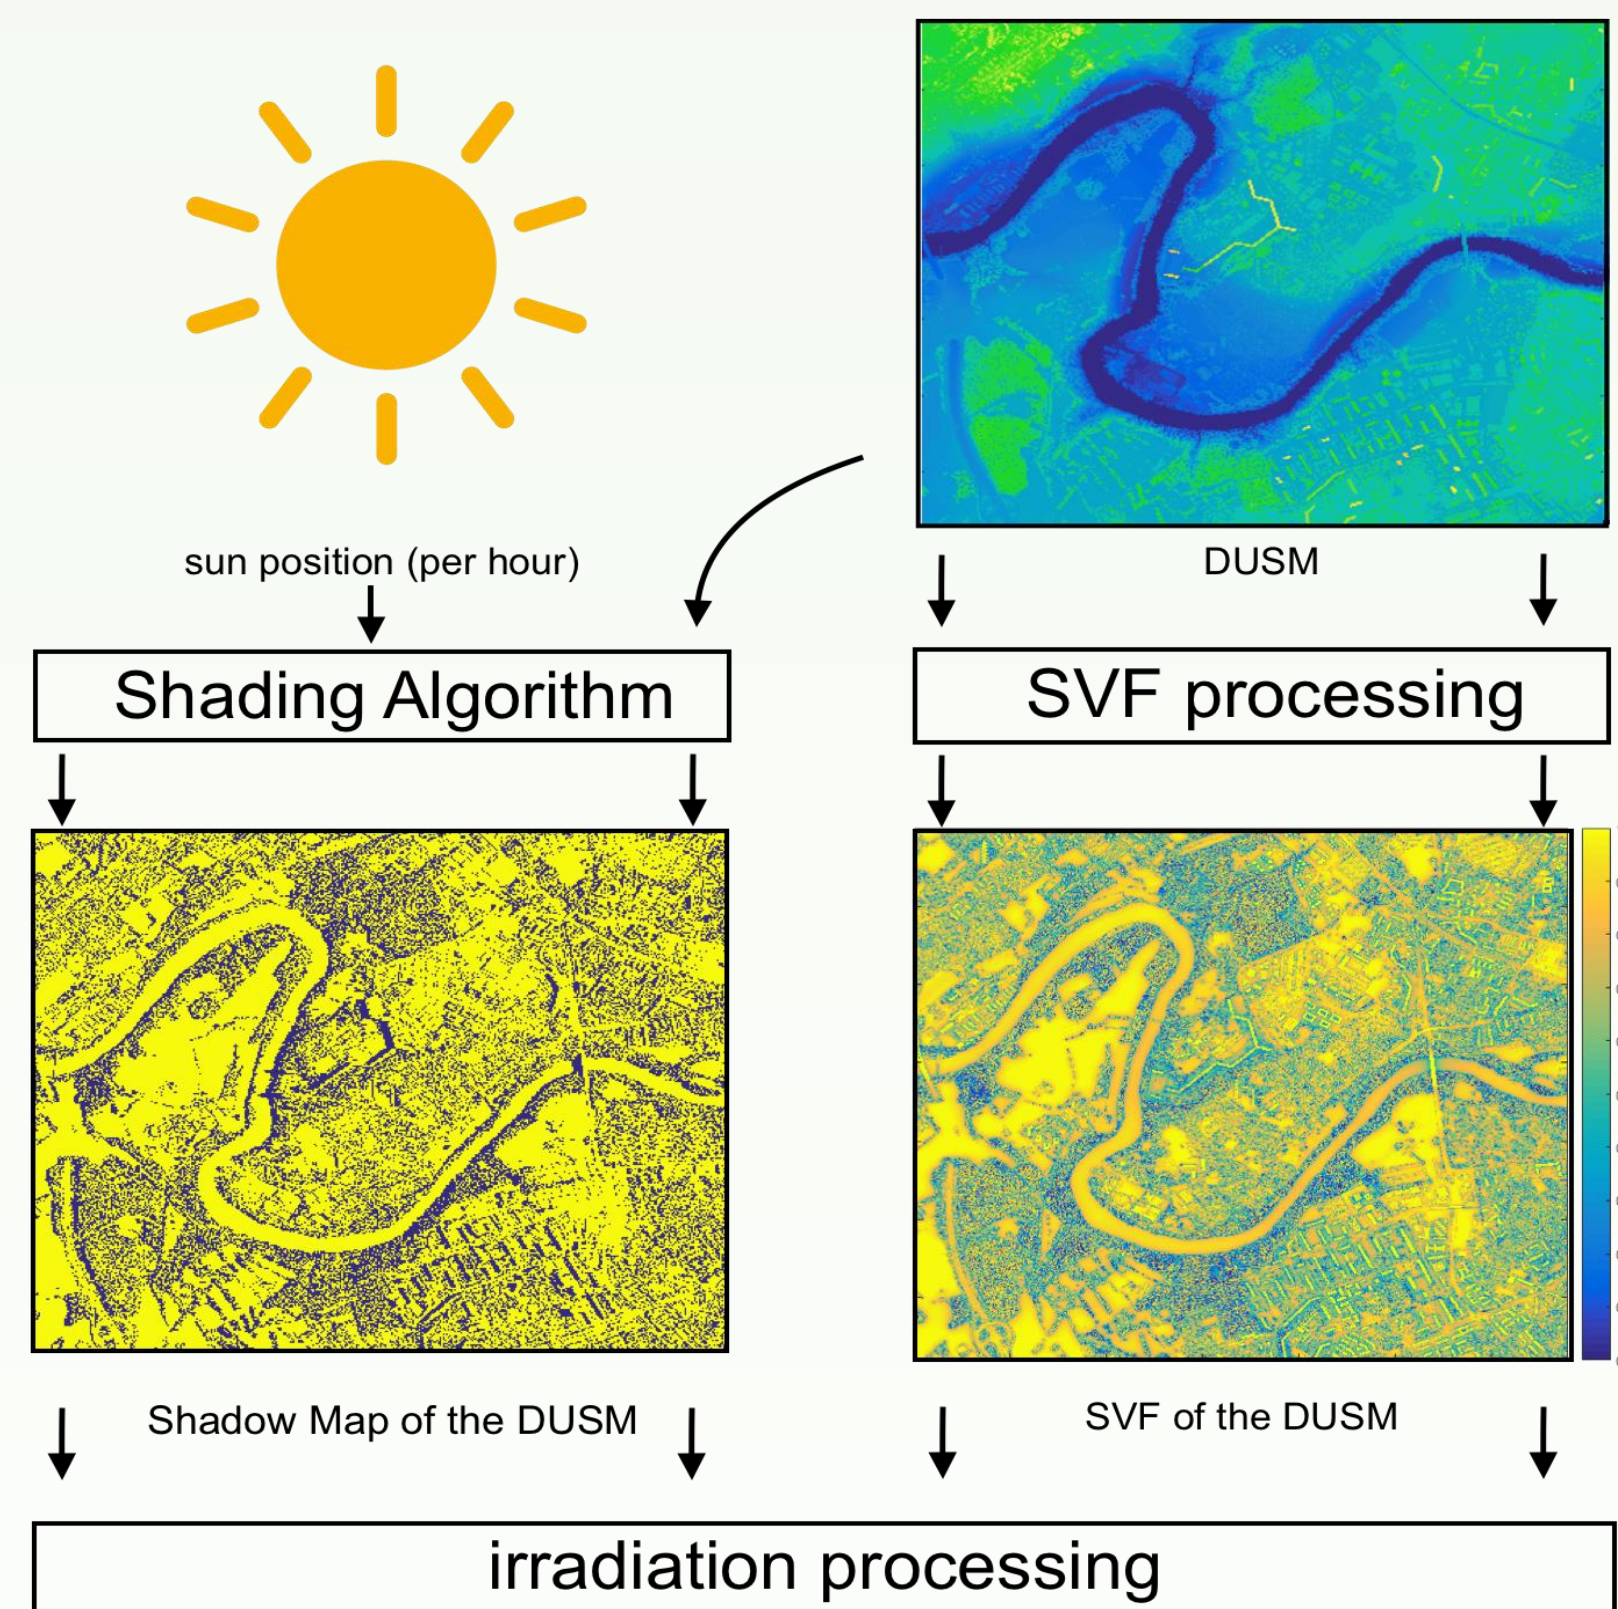 sun position (per hour)
DUSM
Shading Algorithm
SVF processing
Shadow Map of the DUSM
SVF of the DUSM
irradiation processing